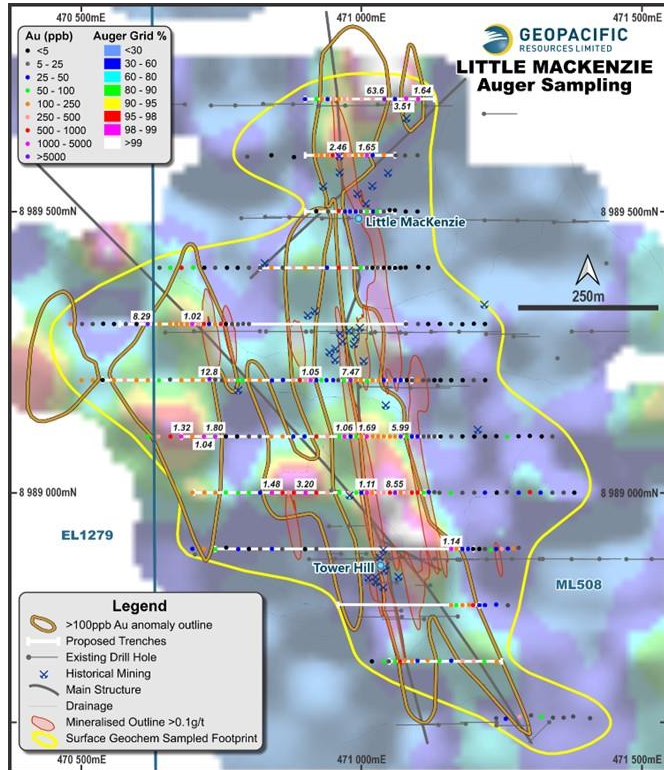 470 500mE
471 000mE
471 500mE
Au (ppb)
Auger Grid %
<5
<30
5 - 25
30 - 60
25 - 50
60 - 80
50 - 100
80 - 90
100 - 250
90 - 95
250 - 500
95 - 98
500 - 1000
98 - 99
1000 - 5000
>99
>5000
GEOPACIFIC
RESOURCES LIMITED
LITTLE MACKENZIE
Auger Sampling
63.6
1.64
3.51
2.46
1.65
8 989 500mN
8 989 500mN
Little MacKenzie
250m
8.29
1.02
12.8
1.05
7.47
1.32
1.80
1.06
1.69
5.99
1.04
1.48
3.20
1.11
8.55
8 989 000mN
8 989 000mN
EL1279
1.14
Tower Hill
ML508
Legend
>100ppb Au anomaly outline
Proposed Trenches
Existing Drill Hole
Historical Mining
Main Structure
Drainage
Mineralised Outline >0.1g/t
Surface Geochem Sampled Footprint
470 500mE
471 000mE
471 500mE